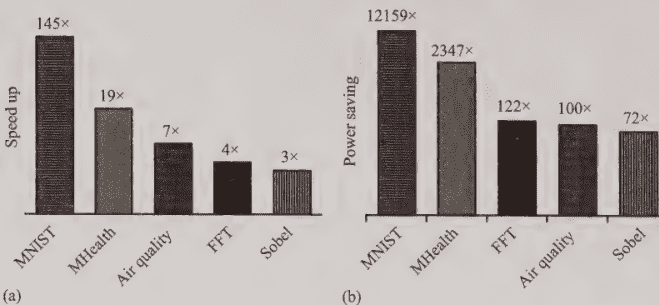 145×
19×
7×
4×
3×
Speed up
MNIST
MHealth
Air quality
FFT
Sobel
(a)
12159×
2347×
122×
100×
72×
Power saving
MNIST
MHealth
FFT
Air quality
Sobel
(b)